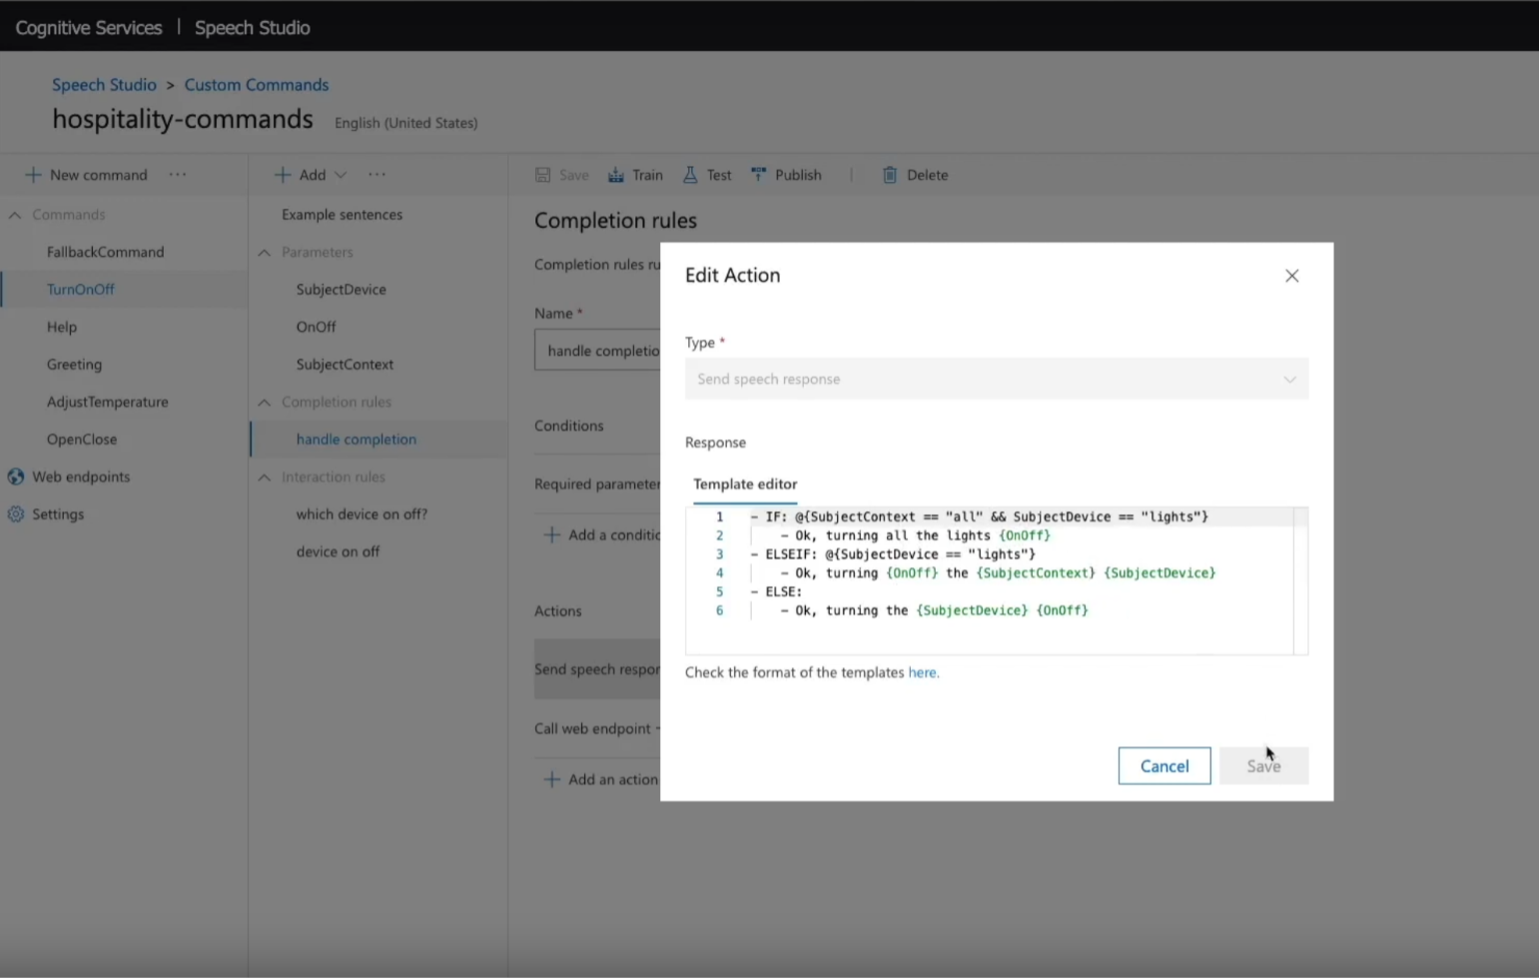 Cognitive Services | Speech Studio
Speech Studio > Custom Commands
hospitality-commands English (United States)
New command ···
Add ···
Save Train Test Publish | Delete
Commands
FallbackCommand
TurnOnOff
Help
Greeting
AdjustTemperature
OpenClose
Web endpoints
Settings
Example sentences
Parameters
SubjectDevice
OnOff
SubjectContext
Completion rules
handle completion
Interaction rules
which device on off?
device on off
Completion rules
Completion rules ru
Name *
handle completio
Conditions
Required parameter
Add a conditio
Actions
Send speech respon
Call web endpoint -
Add an action
Edit Action
Type *
Send speech response
Response
Template editor
1 - IF: @{SubjectContext == "all" && SubjectDevice == "lights"}
2 - Ok, turning all the lights {OnOff}
3 - ELSEIF: @{SubjectDevice == "lights"}
4 - Ok, turning {OnOff} the {SubjectContext} {SubjectDevice}
5 - ELSE:
6 - Ok, turning the {SubjectDevice} {OnOff}
Check the format of the templates here.
Cancel Save